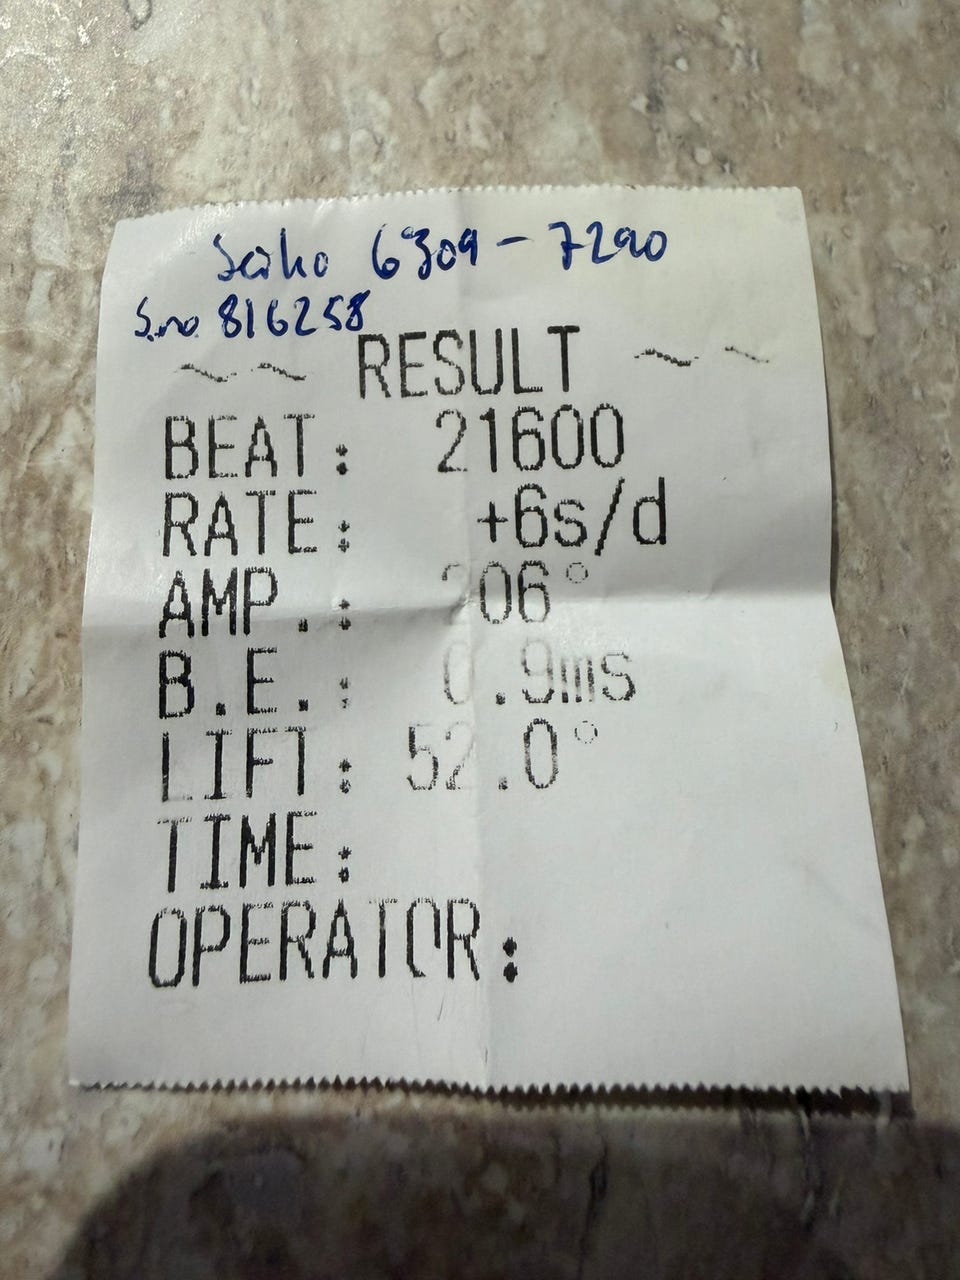 Seiko 6309-7290
S.no 816258
~~ RESULT ~~
BEAT: 21600
RATE: +6s/d
AMP.: 206°
B.E.: 0.9ms
LIFT: 52.0°
TIME:
OPERATOR: